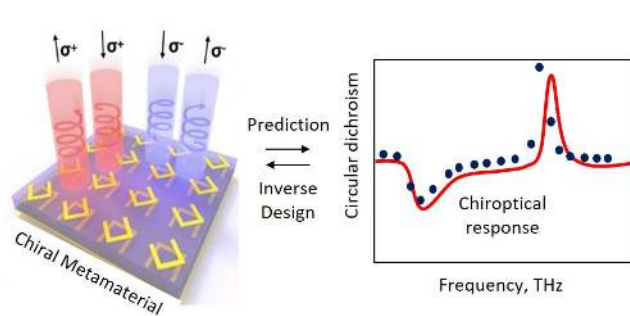 σ⁺ σ⁺ σ⁻ σ⁻
Prediction
Inverse
Design
Chiral Metamaterial
Circular dichroism
Chiroptical
response
Frequency, THz